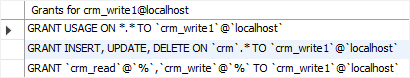 Grants for crm_write1@localhost
GRANT USAGE ON *.* TO `crm_write1`@`localhost`
GRANT INSERT, UPDATE, DELETE ON `crm`.* TO `crm_write1`@`localhost`
GRANT `crm_read`@`%`,`crm_write`@`%` TO `crm_write1`@`localhost`